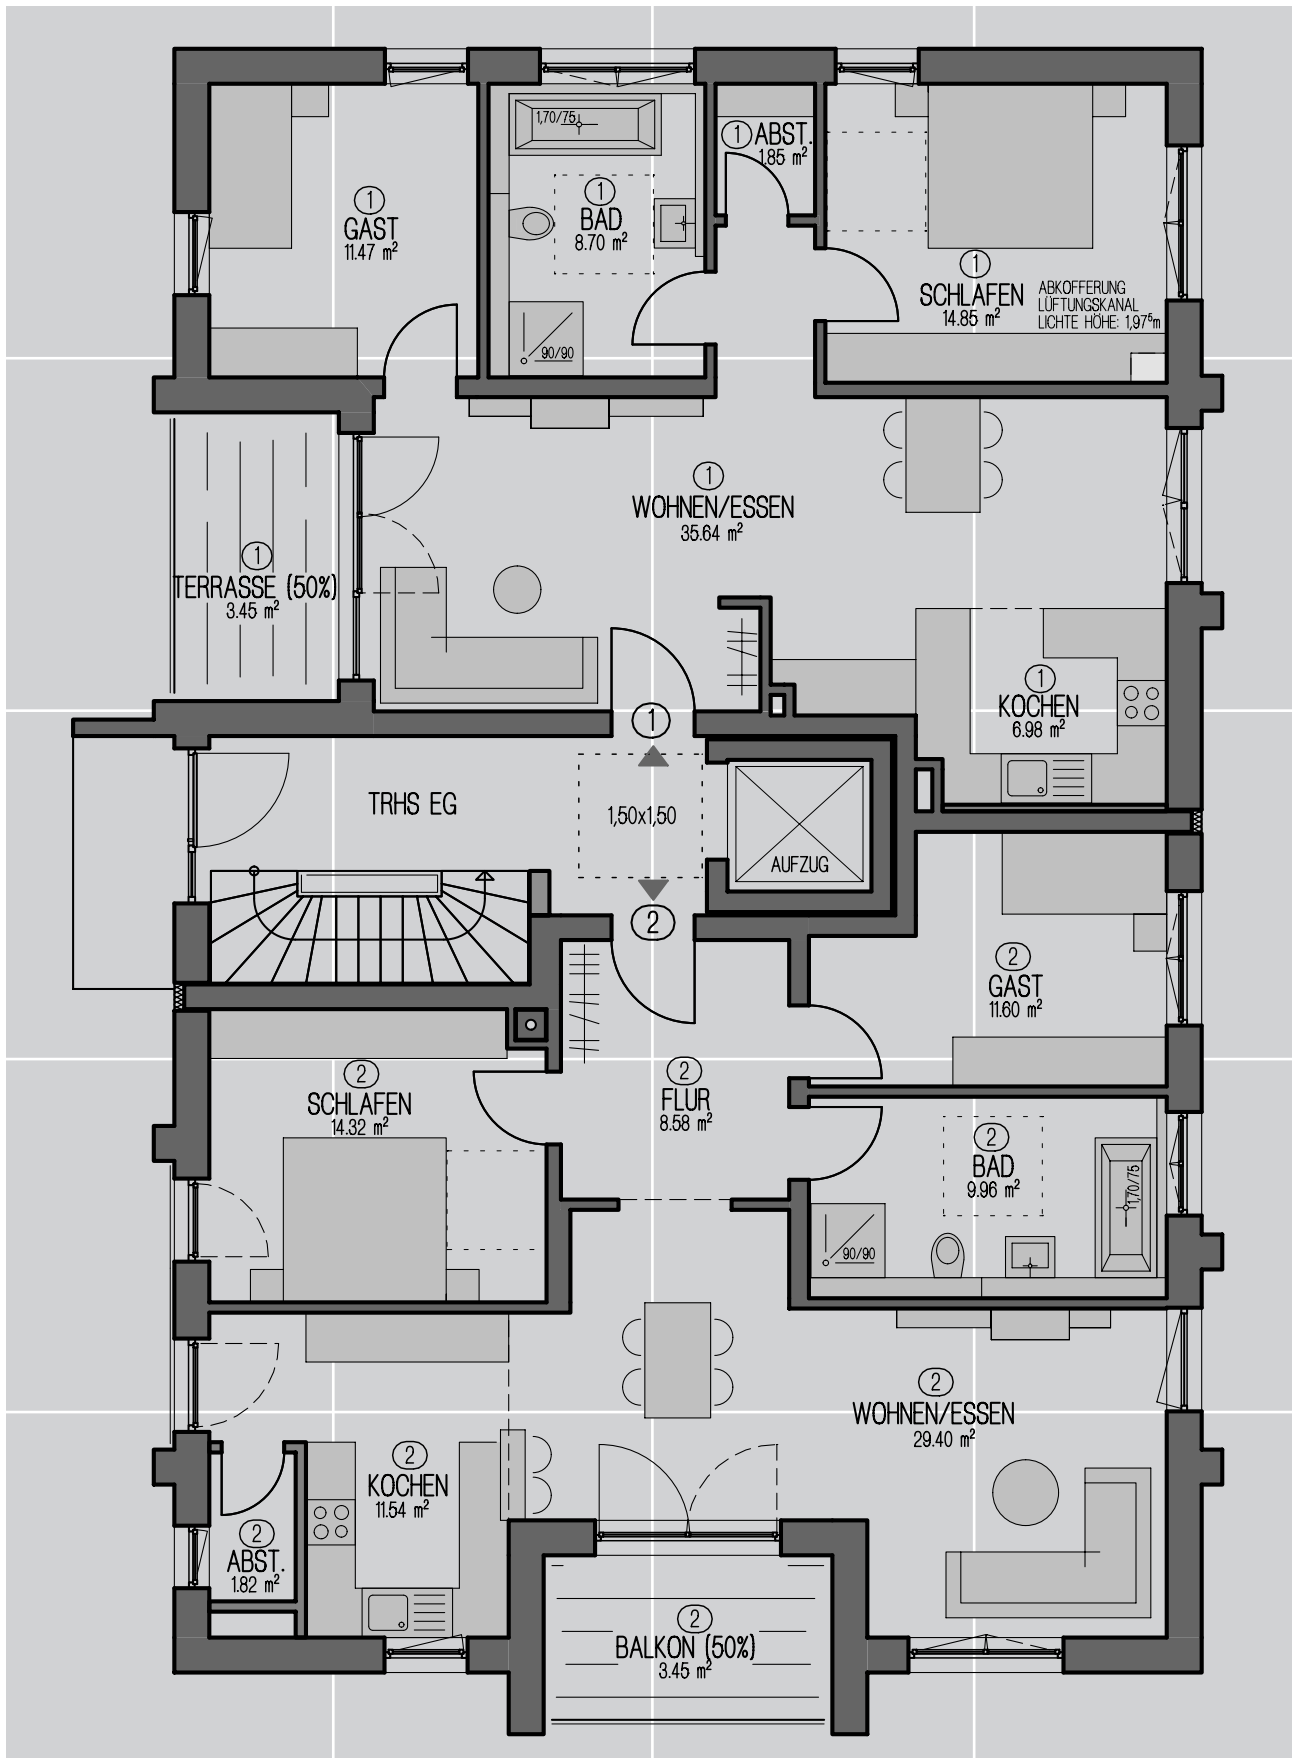 1,70/75
1
ABST.
1.85 m²
1
GAST
11.47 m²
1
BAD
8.70 m²
90/90
1
SCHLAFEN
14.85 m²
ABKOFFERUNG
LÜFTUNGSKANAL
LICHTE HÖHE: 1,97⁵m
1
WOHNEN/ESSEN
35.64 m²
1
TERRASSE (50%)
3.45 m²
1
KOCHEN
6.98 m²
1
TRHS EG
1,50x1,50
AUFZUG
2
2
GAST
11.60 m²
2
SCHLAFEN
14.32 m²
2
FLUR
8.58 m²
2
BAD
9.96 m²
1,70/75
90/90
2
WOHNEN/ESSEN
29.40 m²
2
KOCHEN
11.54 m²
2
ABST.
1.82 m²
2
BALKON (50%)
3.45 m²